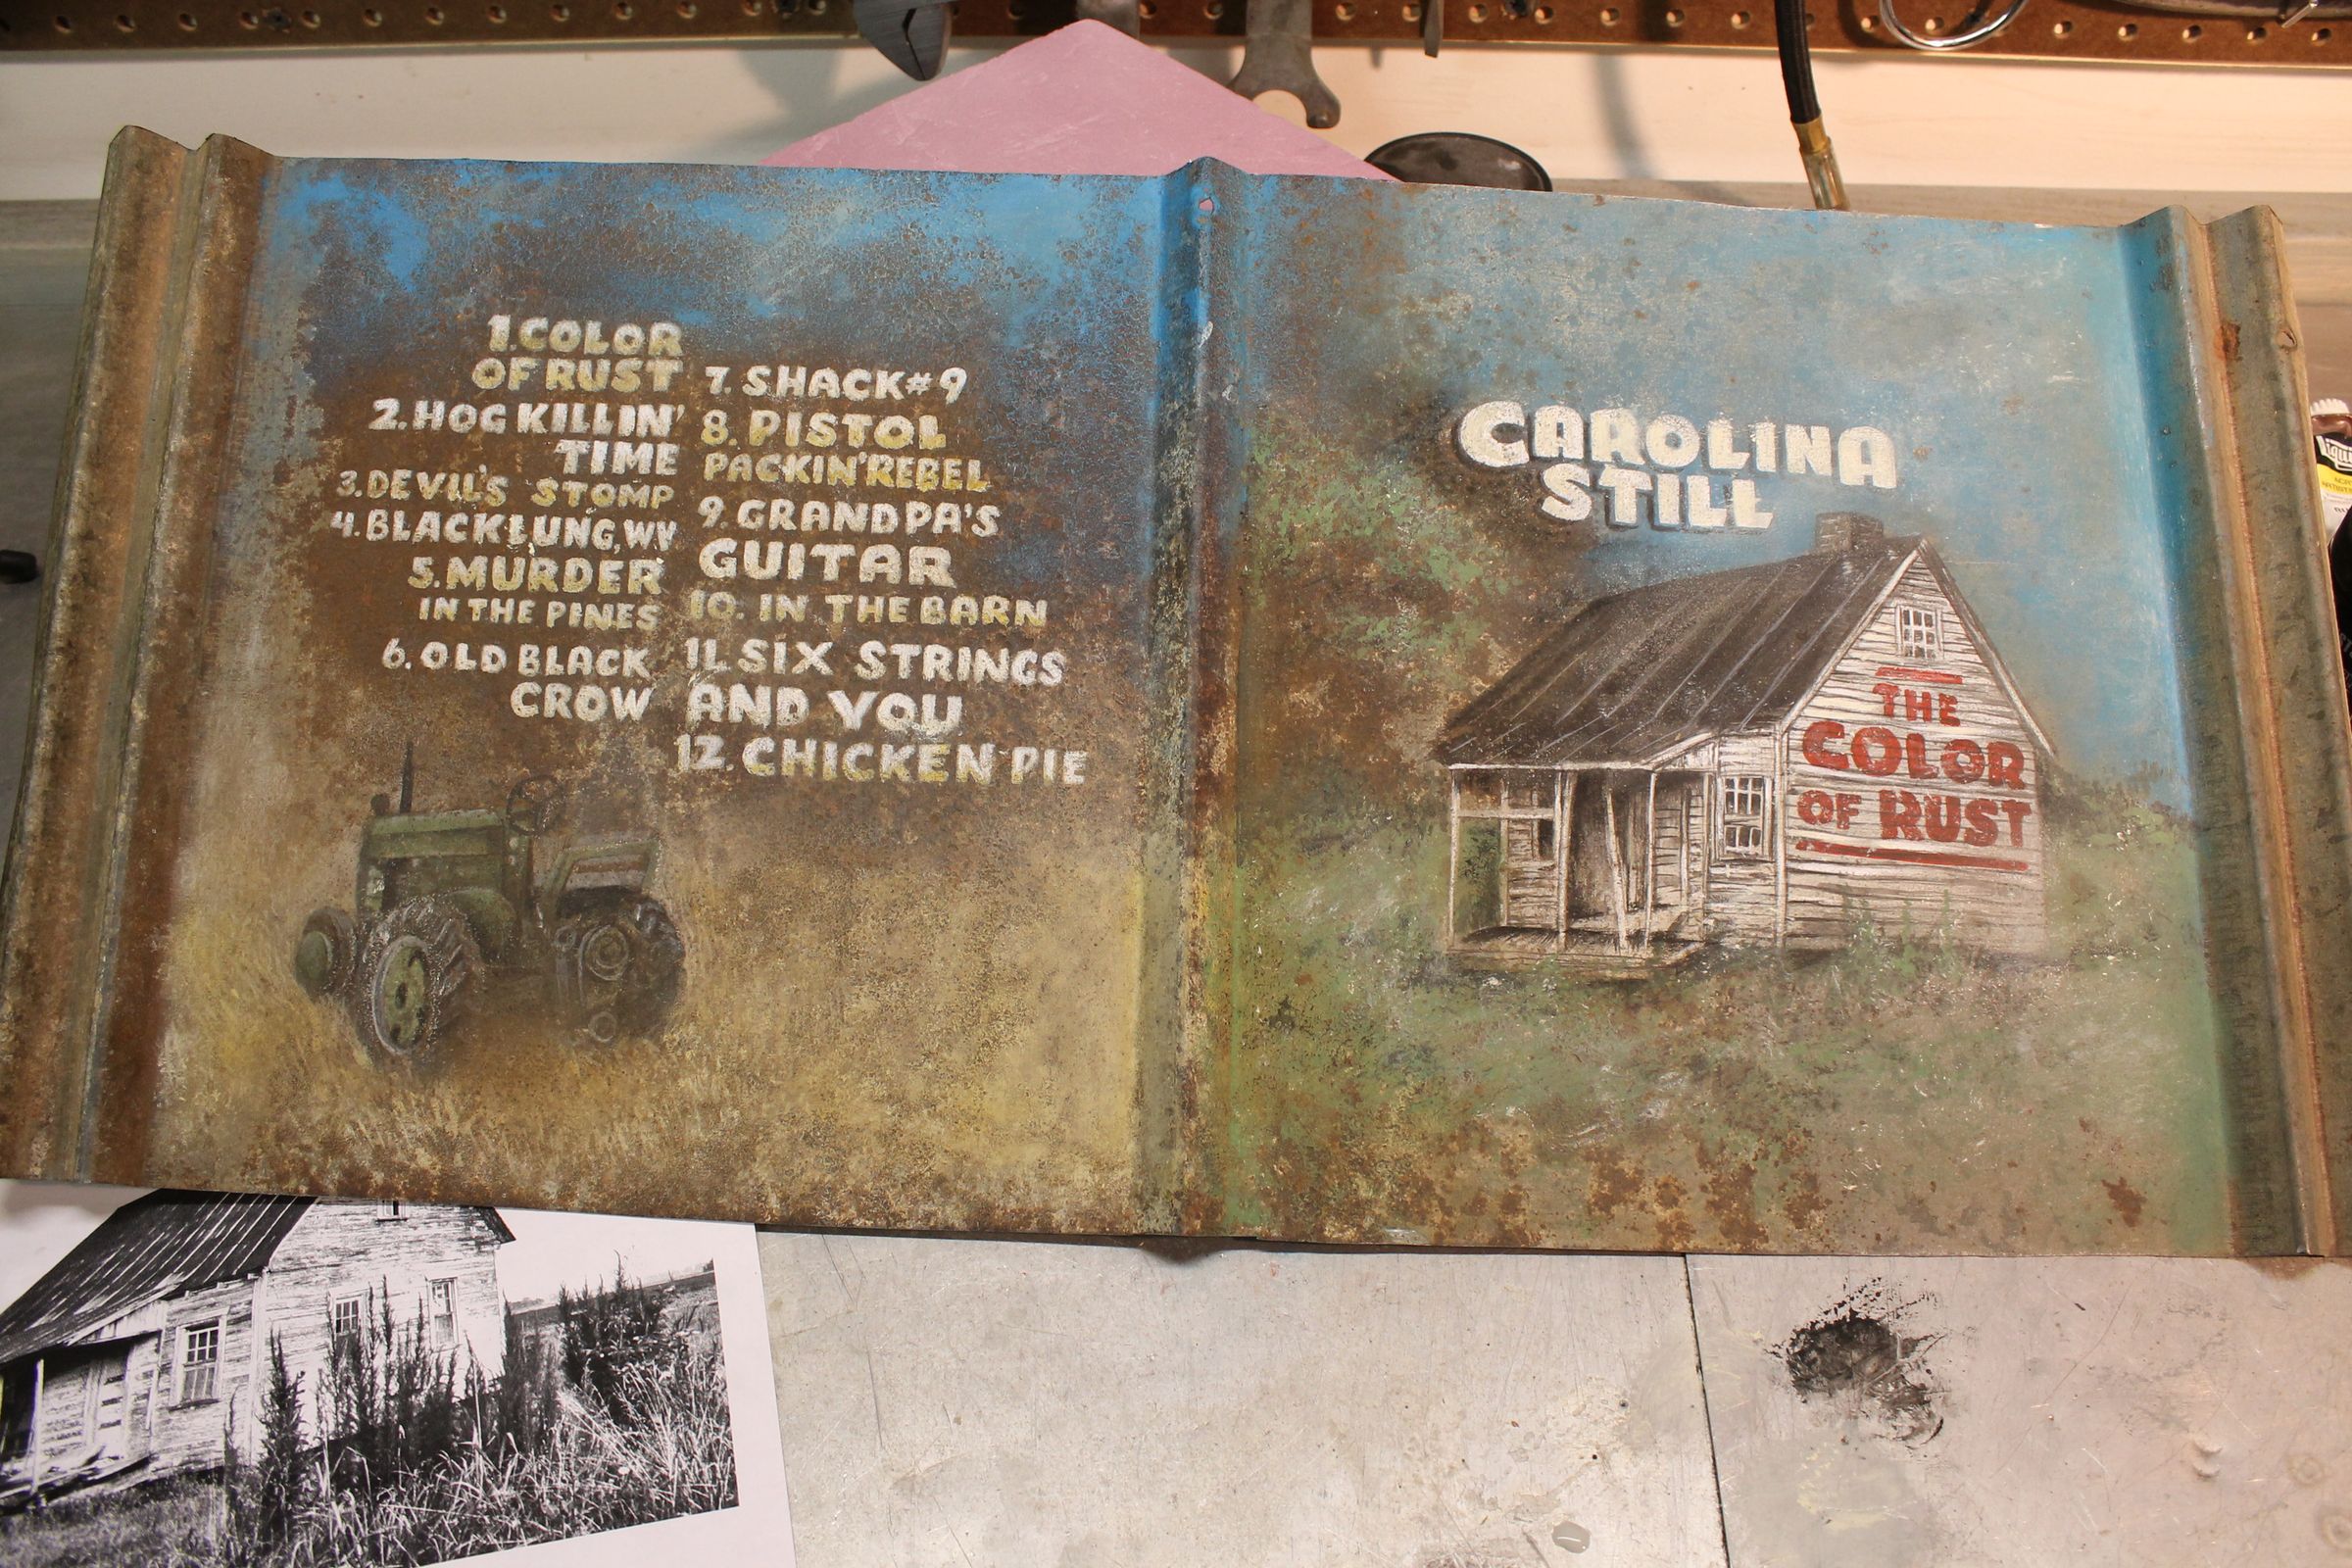 1. COLOR
OF RUST
2. HOG KILLIN'
TIME
3. DEVIL'S STOMP
4. BLACK LUNG, WV
5. MURDER
IN THE PINES
6. OLD BLACK
CROW
7. SHACK #9
8. PISTOL
PACKIN' REBEL
9. GRANDPA'S
GUITAR
10. IN THE BARN
11. SIX STRINGS
AND YOU
12. CHICKEN PIE
CAROLINA
STILL
THE
COLOR
OF RUST